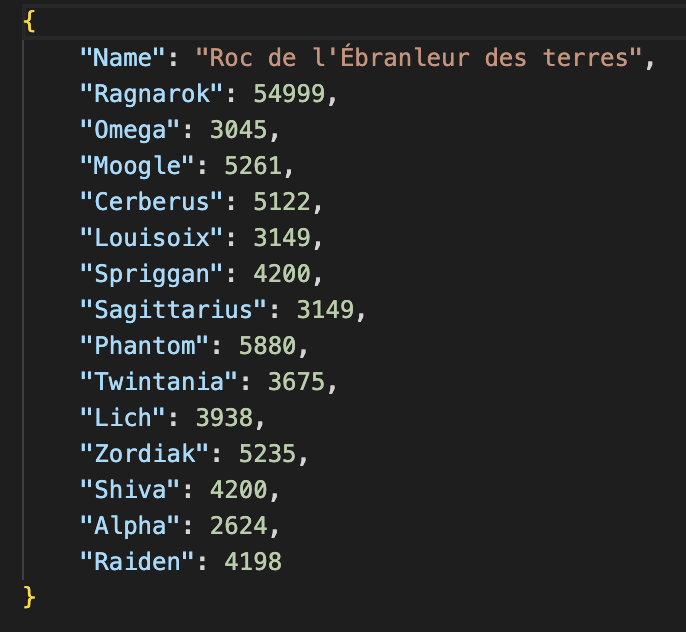 {
"Name": "Roc de l'Ébranleur des terres",
"Ragnarok": 54999,
"Omega": 3045,
"Moogle": 5261,
"Cerberus": 5122,
"Louisoix": 3149,
"Spriggan": 4200,
"Sagittarius": 3149,
"Phantom": 5880,
"Twintania": 3675,
"Lich": 3938,
"Zordiak": 5235,
"Shiva": 4200,
"Alpha": 2624,
"Raiden": 4198
}